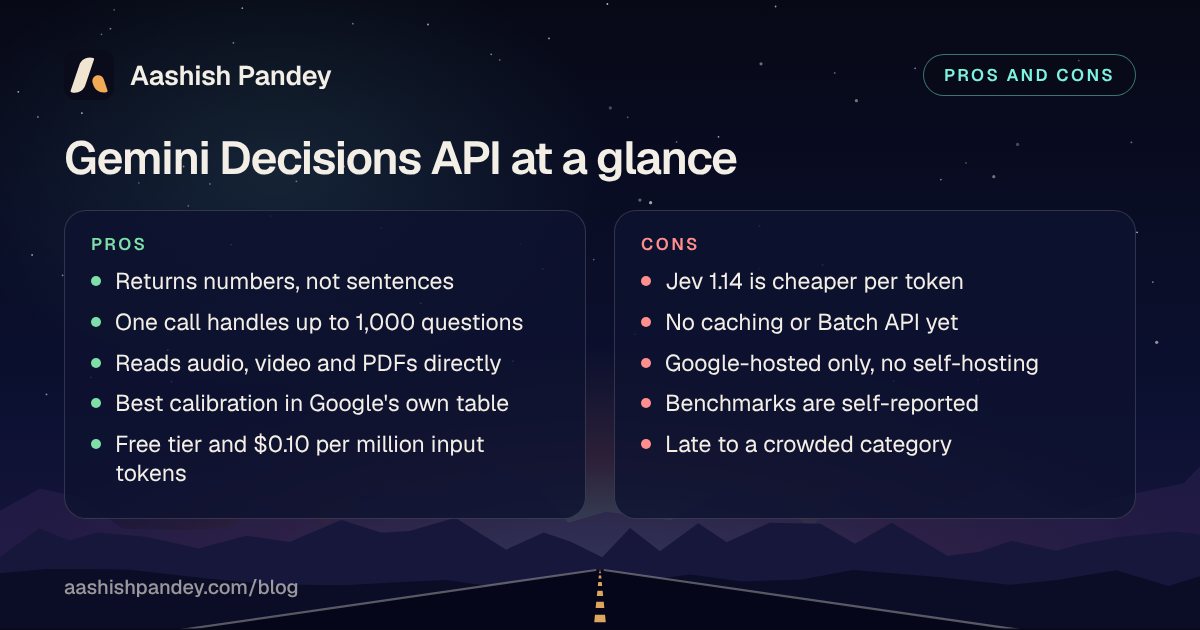 Aashish Pandey
PROS AND CONS
Gemini Decisions API at a glance
PROS
Returns numbers, not sentences
One call handles up to 1,000 questions
Reads audio, video and PDFs directly
Best calibration in Google's own table
Free tier and $0.10 per million input
tokens
CONS
Jev 1.14 is cheaper per token
No caching or Batch API yet
Google-hosted only, no self-hosting
Benchmarks are self-reported
Late to a crowded category
aashishpandey.com/blog